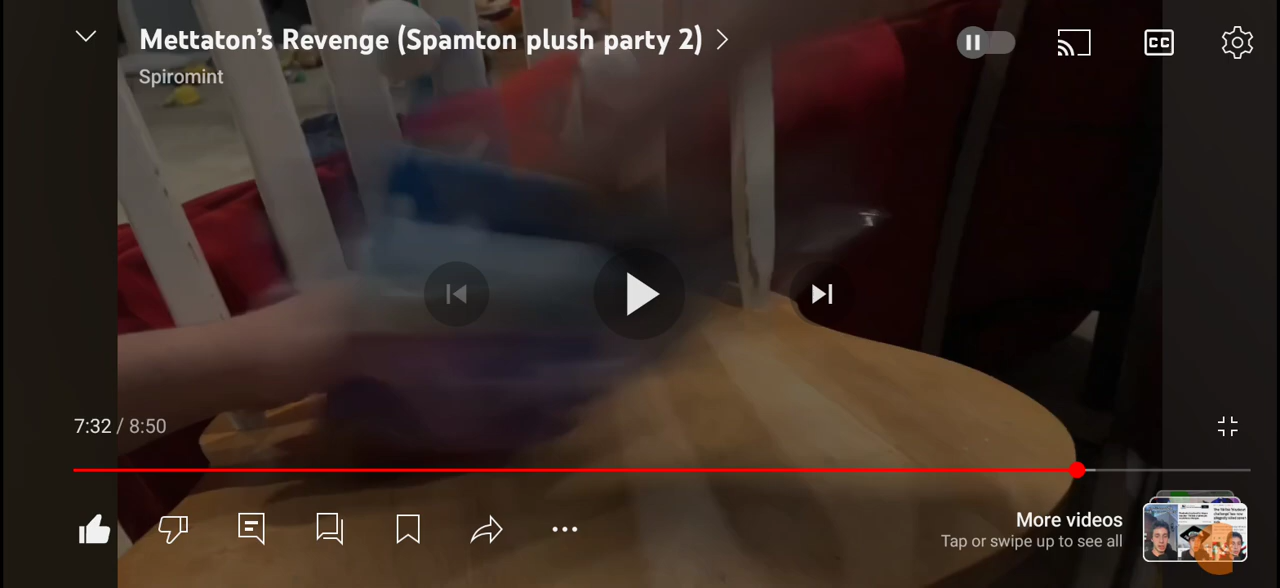 Mettaton's Revenge (Spamton plush party 2)
Spiromint
CC
7:32 / 8:50
More videos
Tap or swipe up to see all